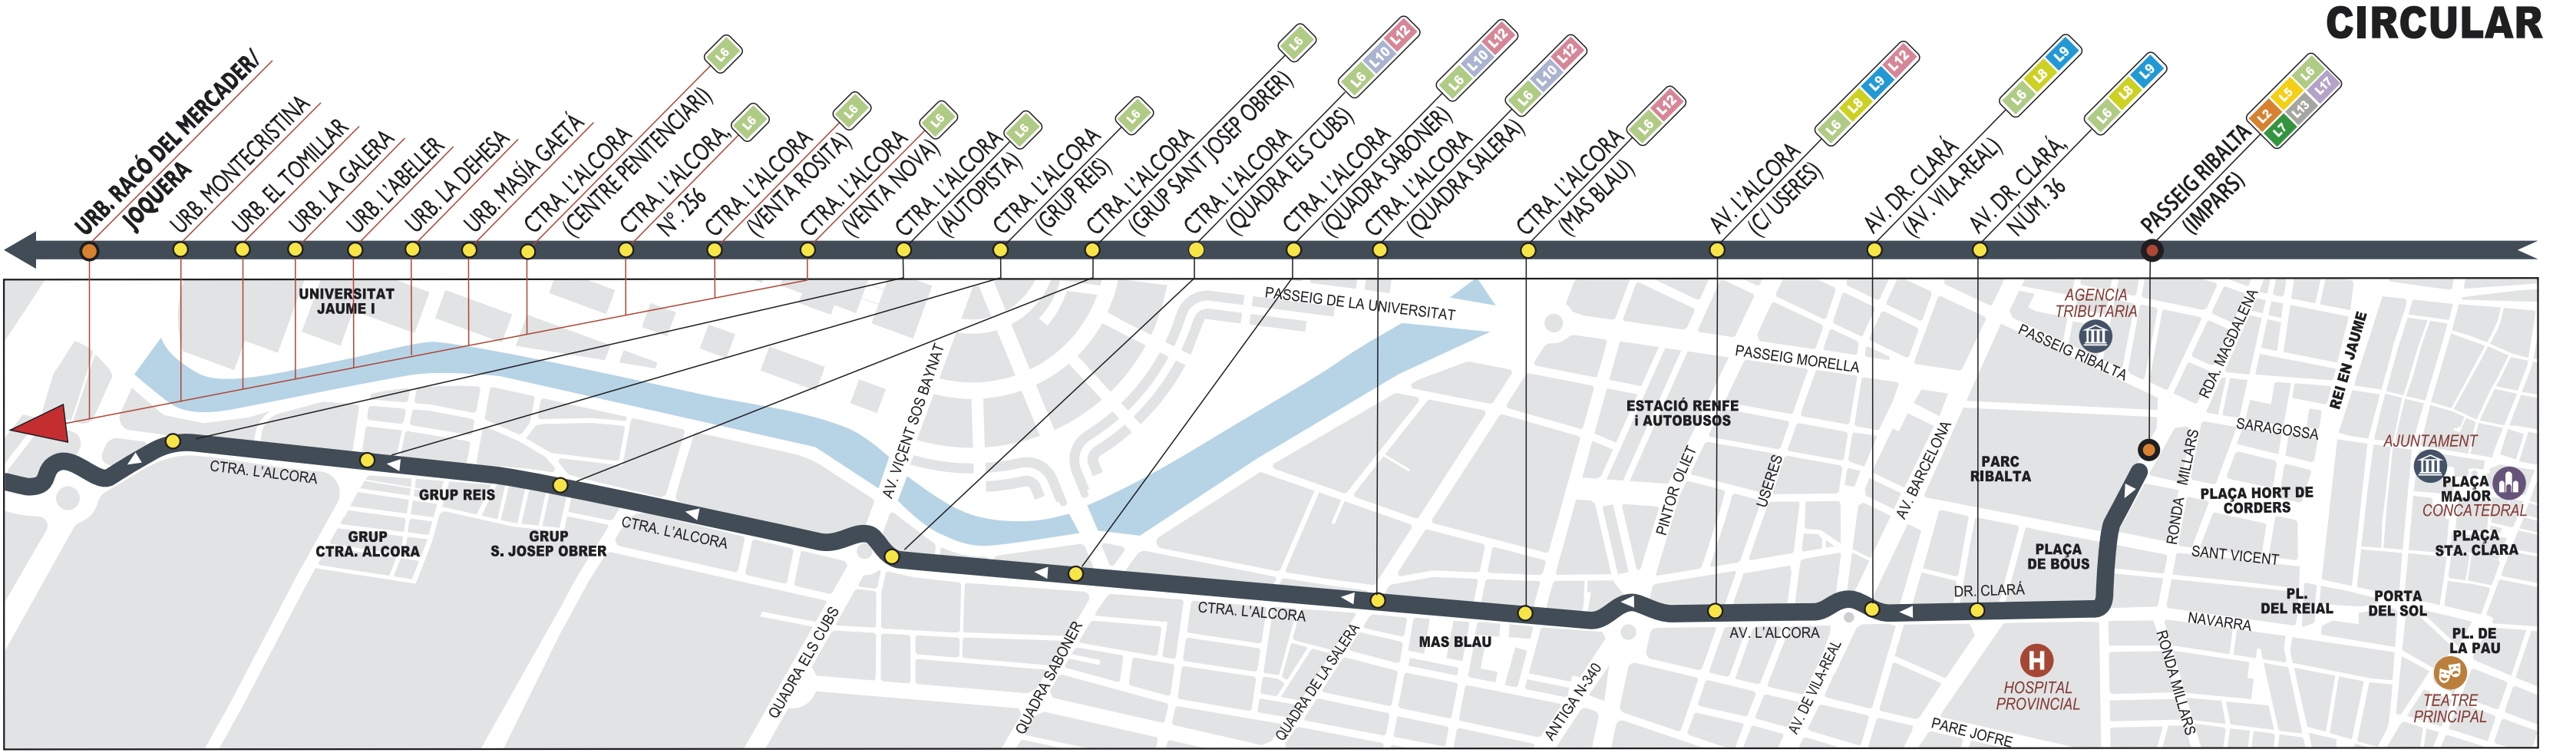 CIRCULAR
URB. RACÓ DEL MERCADER/
JOQUERA
URB. MONTECRISTINA
URB. EL TOMILLAR
URB. LA GALERA
URB. L'ABELLER
URB. LA DEHESA
URB. MASÍA GAETÁ
CTRA. L'ALCORA
(CENTRE PENITENCIARI)
L6
CTRA. L'ALCORA,
Nº. 256
L6
CTRA. L'ALCORA
(VENTA ROSITA)
L6
CTRA. L'ALCORA
(VENTA NOVA)
L6
CTRA. L'ALCORA
(AUTOPISTA)
L6
CTRA. L'ALCORA
(GRUP REIS)
L6
CTRA. L'ALCORA
(GRUP SANT JOSEP OBRER)
L6
CTRA. L'ALCORA
(QUADRA ELS CUBS)
L6 L10 L12
CTRA. L'ALCORA
(QUADRA SABONER)
L6 L10 L12
CTRA. L'ALCORA
(QUADRA SALERA)
L6 L10 L12
CTRA. L'ALCORA
(MAS BLAU)
L6 L12
AV. L'ALCORA
(C/ USERES)
L6 L8 L9 L12
AV. DR. CLARÁ
(AV. VILA-REAL)
L6 L8 L9
AV. DR. CLARÁ,
NÚM. 36
L6 L8 L9
PASSEIG RIBALTA
(IMPARS)
L2 L5 L6
L7 L13 L17
UNIVERSITAT
JAUME I
PASSEIG DE LA UNIVERSITAT
AGENCIA
TRIBUTARIA
PASSEIG RIBALTA
RDA. MAGDALENA
REI EN JAUME
PASSEIG MORELLA
AV. VIÇENT SOS BAYNAT
ESTACIÓ RENFE
i AUTOBUSOS
SARAGOSSA
AJUNTAMENT
PLAÇA
MAJOR
CONCATEDRAL
PARC
RIBALTA
AV. BARCELONA
PINTOR OLIET
USERES
RONDA MILLARS
PLAÇA HORT DE
CORDERS
CTRA. L'ALCORA
GRUP REIS
GRUP
CTRA. ALCORA
GRUP
S. JOSEP OBRER
CTRA. L'ALCORA
PLAÇA
STA. CLARA
PLAÇA
DE BOUS
SANT VICENT
DR. CLARÁ
PL.
DEL REIAL
PORTA
DEL SOL
CTRA. L'ALCORA
NAVARRA
AV. L'ALCORA
MAS BLAU
PL. DE
LA PAU
QUADRA ELS CUBS
QUADRA SABONER
QUADRA DE LA SALERA
ANTIGA N-340
AV. DE VILA-REAL
H
HOSPITAL
PROVINCIAL
RONDA MILLARS
TEATRE
PRINCIPAL
PARE JOFRE